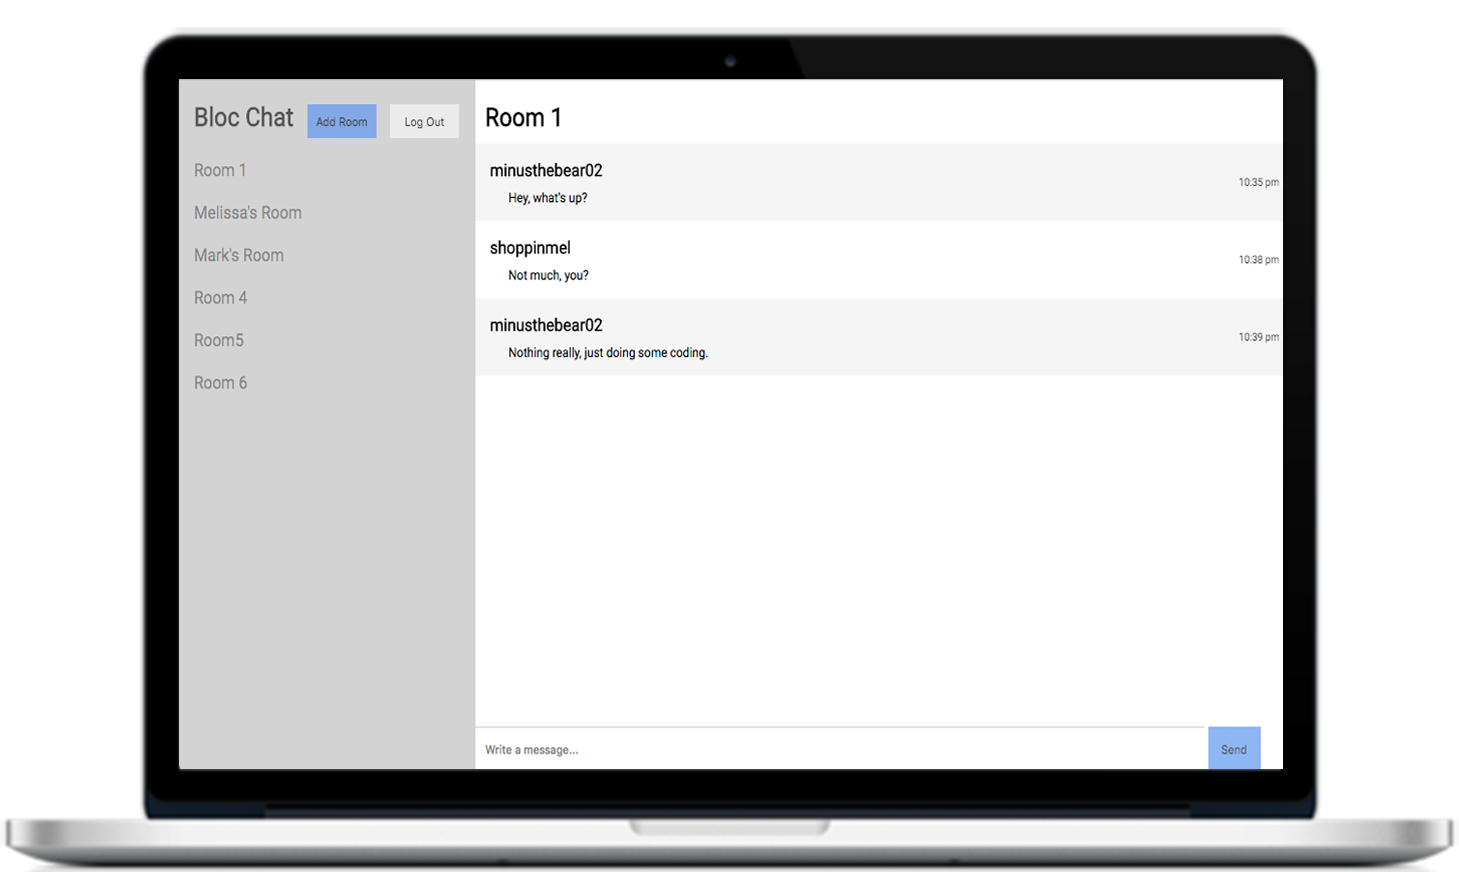 Bloc Chat
Add Room
Log Out
Room 1
Melissa's Room
Mark's Room
Room 4
Room5
Room 6
Room 1
minusthebear02
Hey, what's up?
10:35 pm
shoppinmel
Not much, you?
10:38 pm
minusthebear02
Nothing really, just doing some coding.
10:39 pm
Write a message...
Send